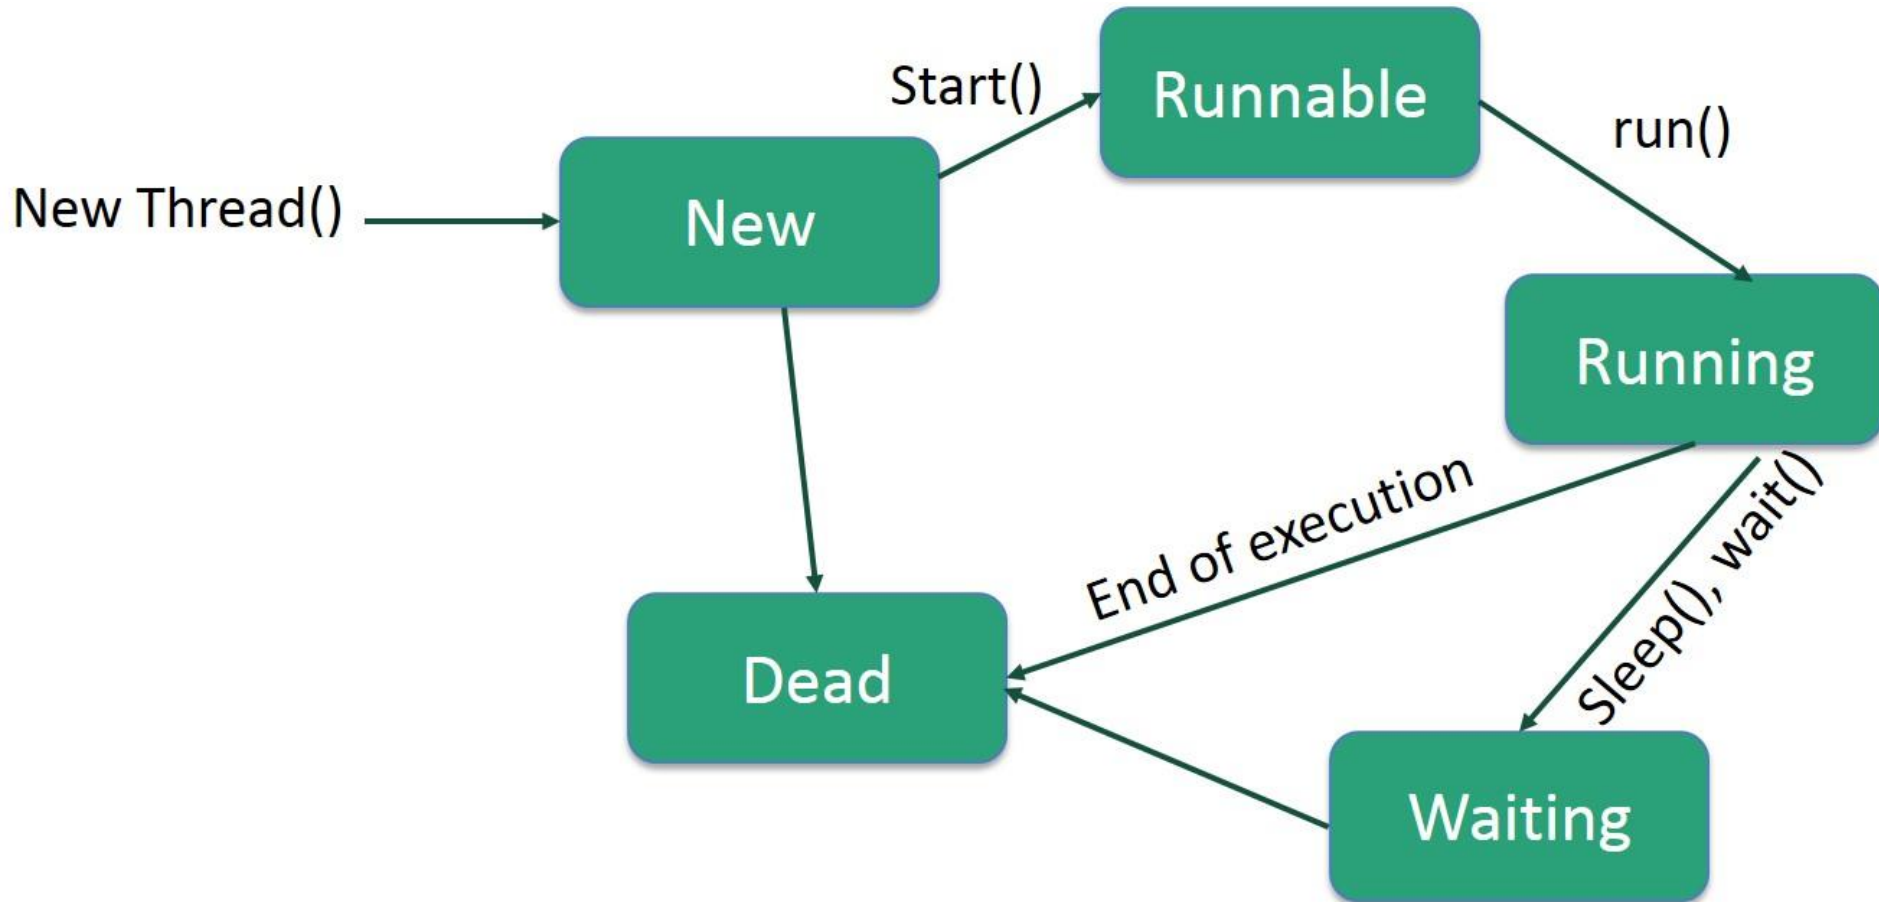 Start()
Runnable
run()
New Thread()
New
Running
End of execution
Sleep(), wait()
Dead
Waiting